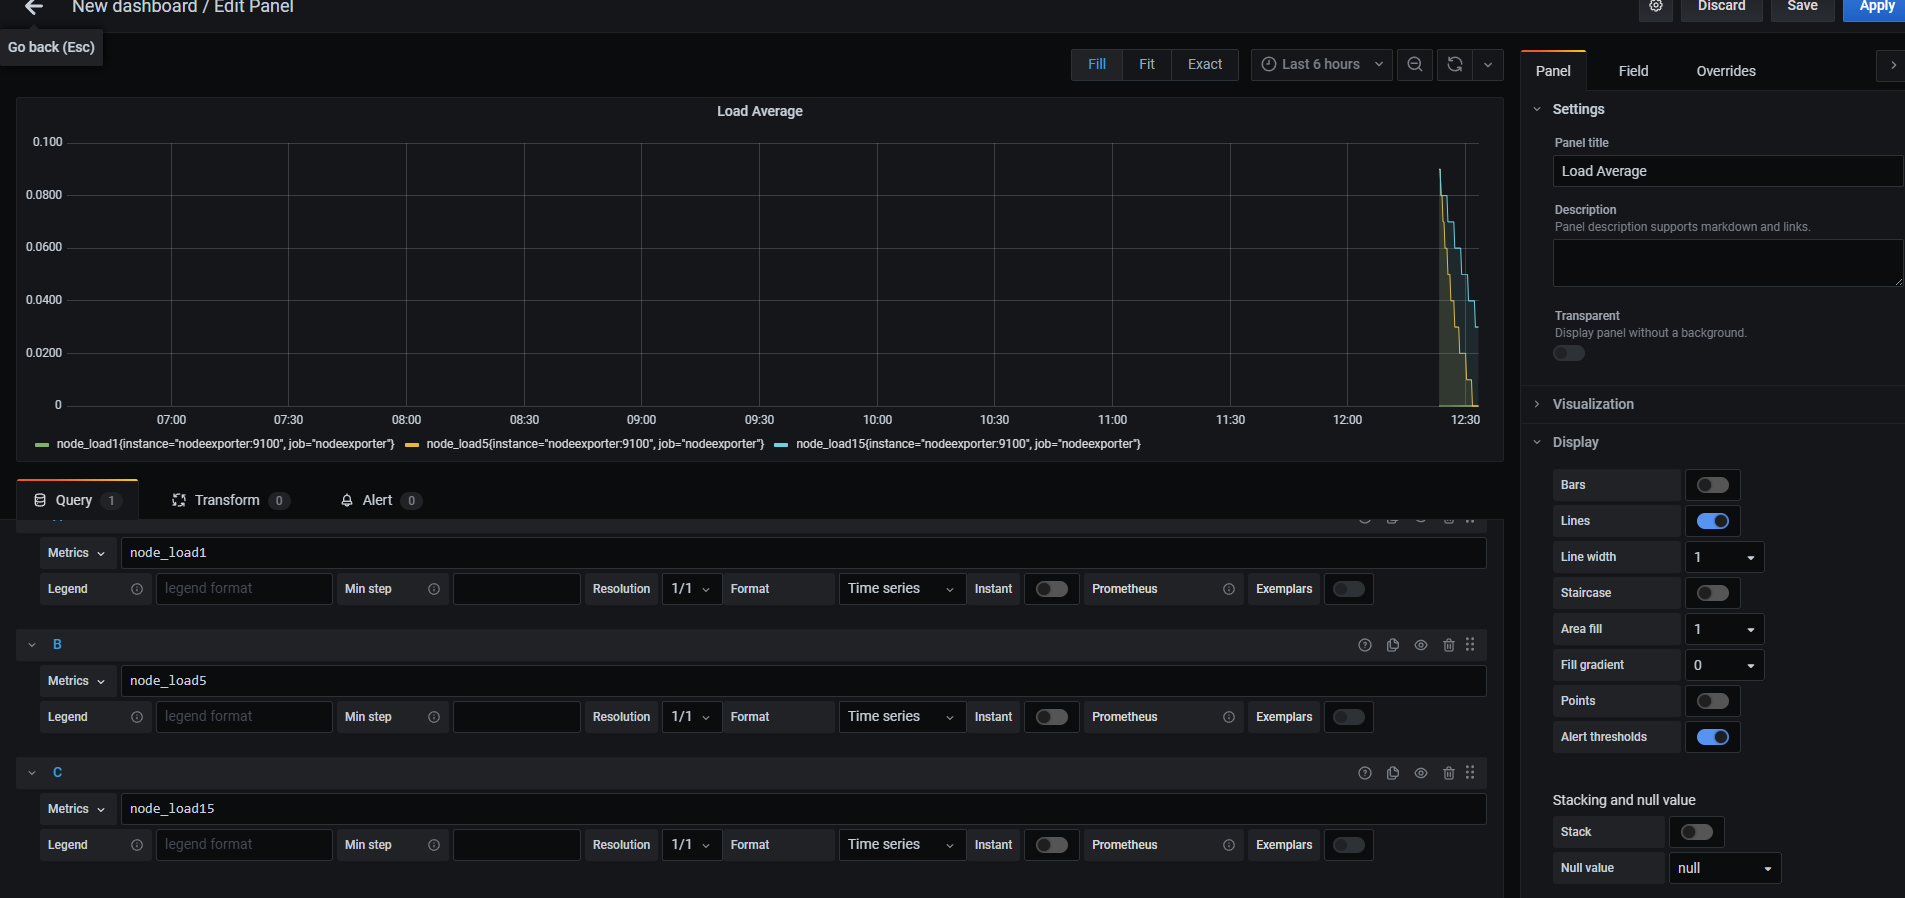 New dashboard / Edit Panel
Discard
Save
Apply
Go back (Esc)
Fill
Fit
Exact
Last 6 hours
Panel
Field
Overrides
Load Average
0.100
0.0800
0.0600
0.0400
0.0200
0
07:00
07:30
08:00
08:30
09:00
09:30
10:00
10:30
11:00
11:30
12:00
12:30
node_load1{instance="nodeexporter:9100", job="nodeexporter"}
node_load5{instance="nodeexporter:9100", job="nodeexporter"}
node_load15{instance="nodeexporter:9100", job="nodeexporter"}
Query 1
Transform 0
Alert 0
Metrics
node_load1
Legend
legend format
Min step
Resolution
1/1
Format
Time series
Instant
Prometheus
Exemplars
B
Metrics
node_load5
Legend
legend format
Min step
Resolution
1/1
Format
Time series
Instant
Prometheus
Exemplars
C
Metrics
node_load15
Legend
legend format
Min step
Resolution
1/1
Format
Time series
Instant
Prometheus
Exemplars
Settings
Panel title
Load Average
Description
Panel description supports markdown and links.
Transparent
Display panel without a background.
Visualization
Display
Bars
Lines
Line width
1
Staircase
Area fill
1
Fill gradient
0
Points
Alert thresholds
Stacking and null value
Stack
Null value
null